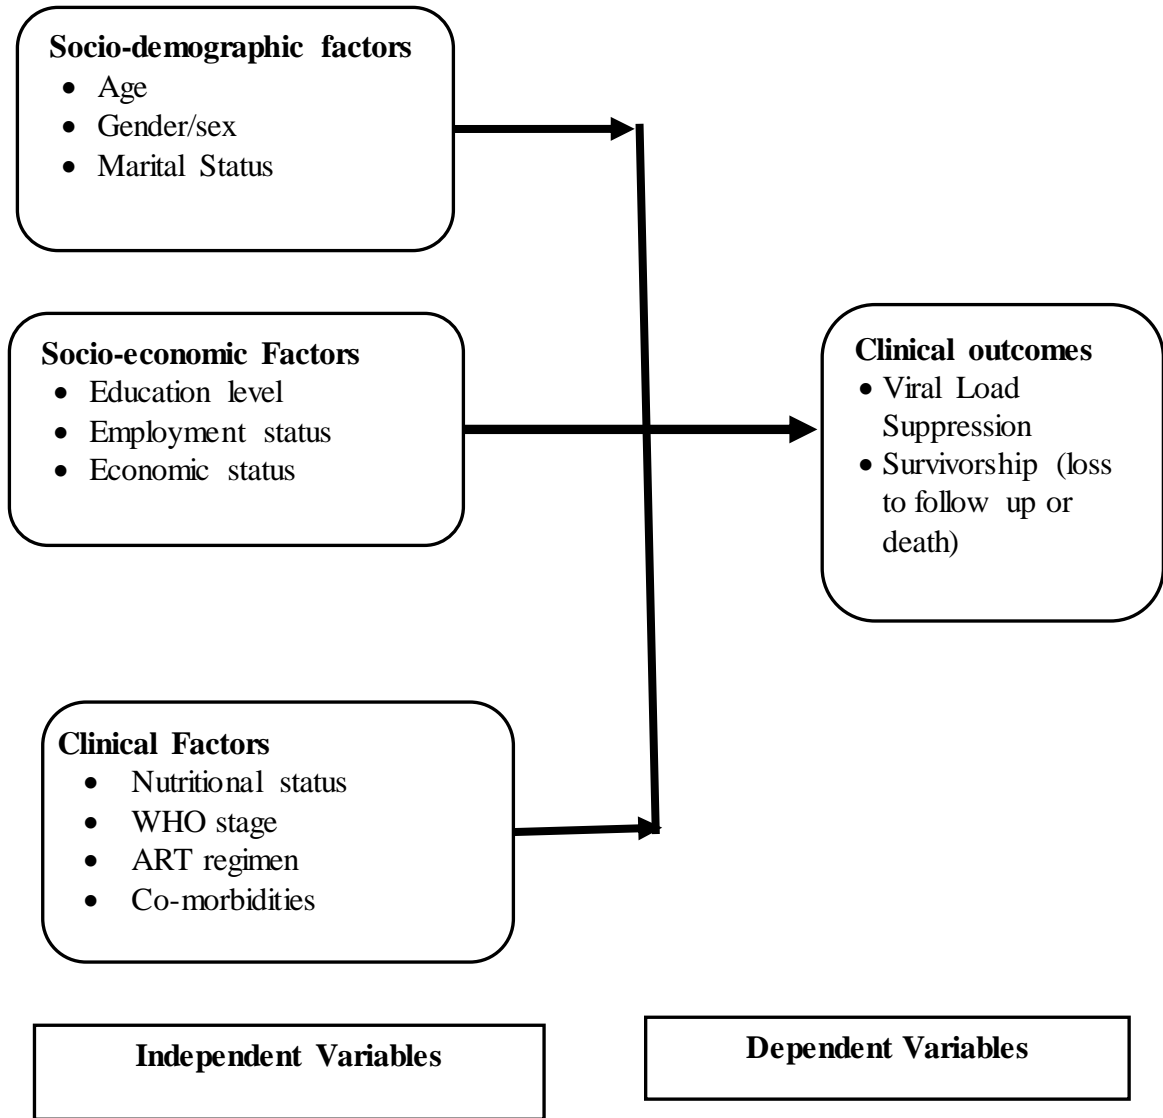 Socio-demographic factors
• Age
• Gender/sex
• Marital Status
Socio-economic Factors
• Education level
• Employment status
• Economic status
Clinical outcomes
• Viral Load
Suppression
• Survivorship (loss
to follow up or
death)
Clinical Factors
• Nutritional status
• WHO stage
• ART regimen
• Co-morbidities
Independent Variables
Dependent Variables